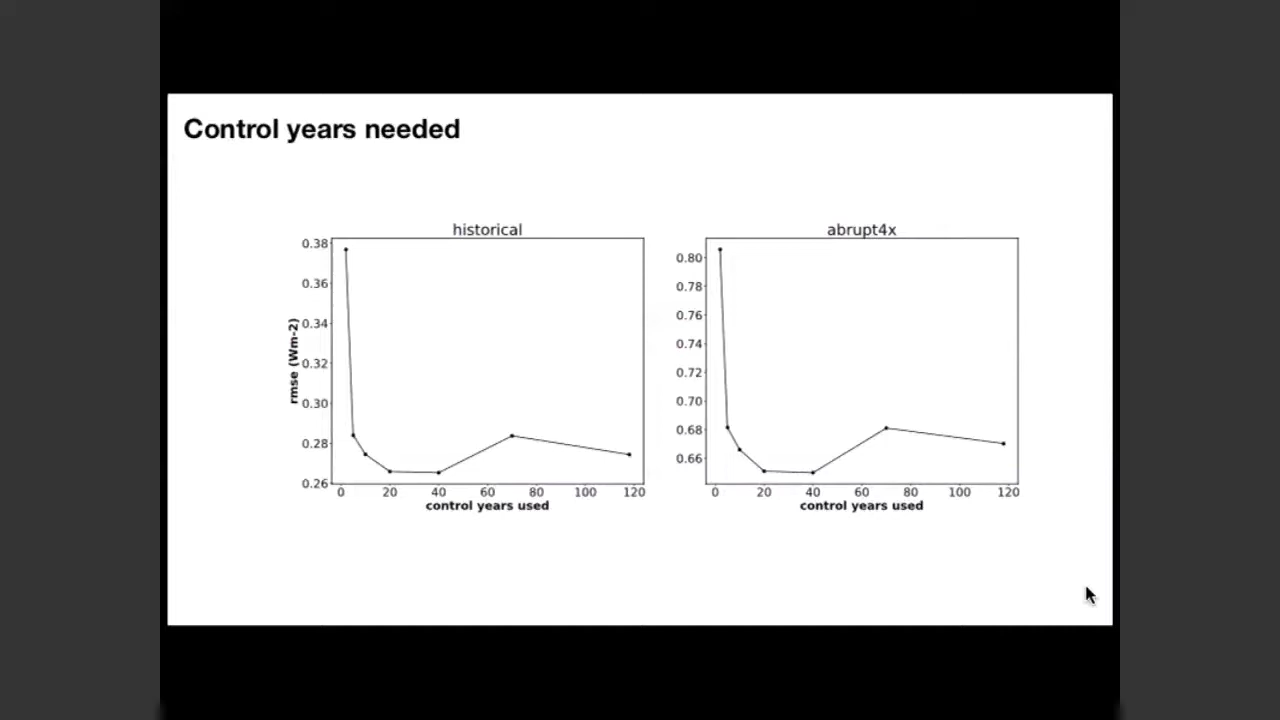 Control years needed
historical
0.38
0.36
0.34
0.32
0.30
0.28
0.26
rmse (Wm-2)
0 20 40 60 80 100 120
control years used
abrupt4x
0.80
0.78
0.76
0.74
0.72
0.70
0.68
0.66
0 20 40 60 80 100 120
control years used